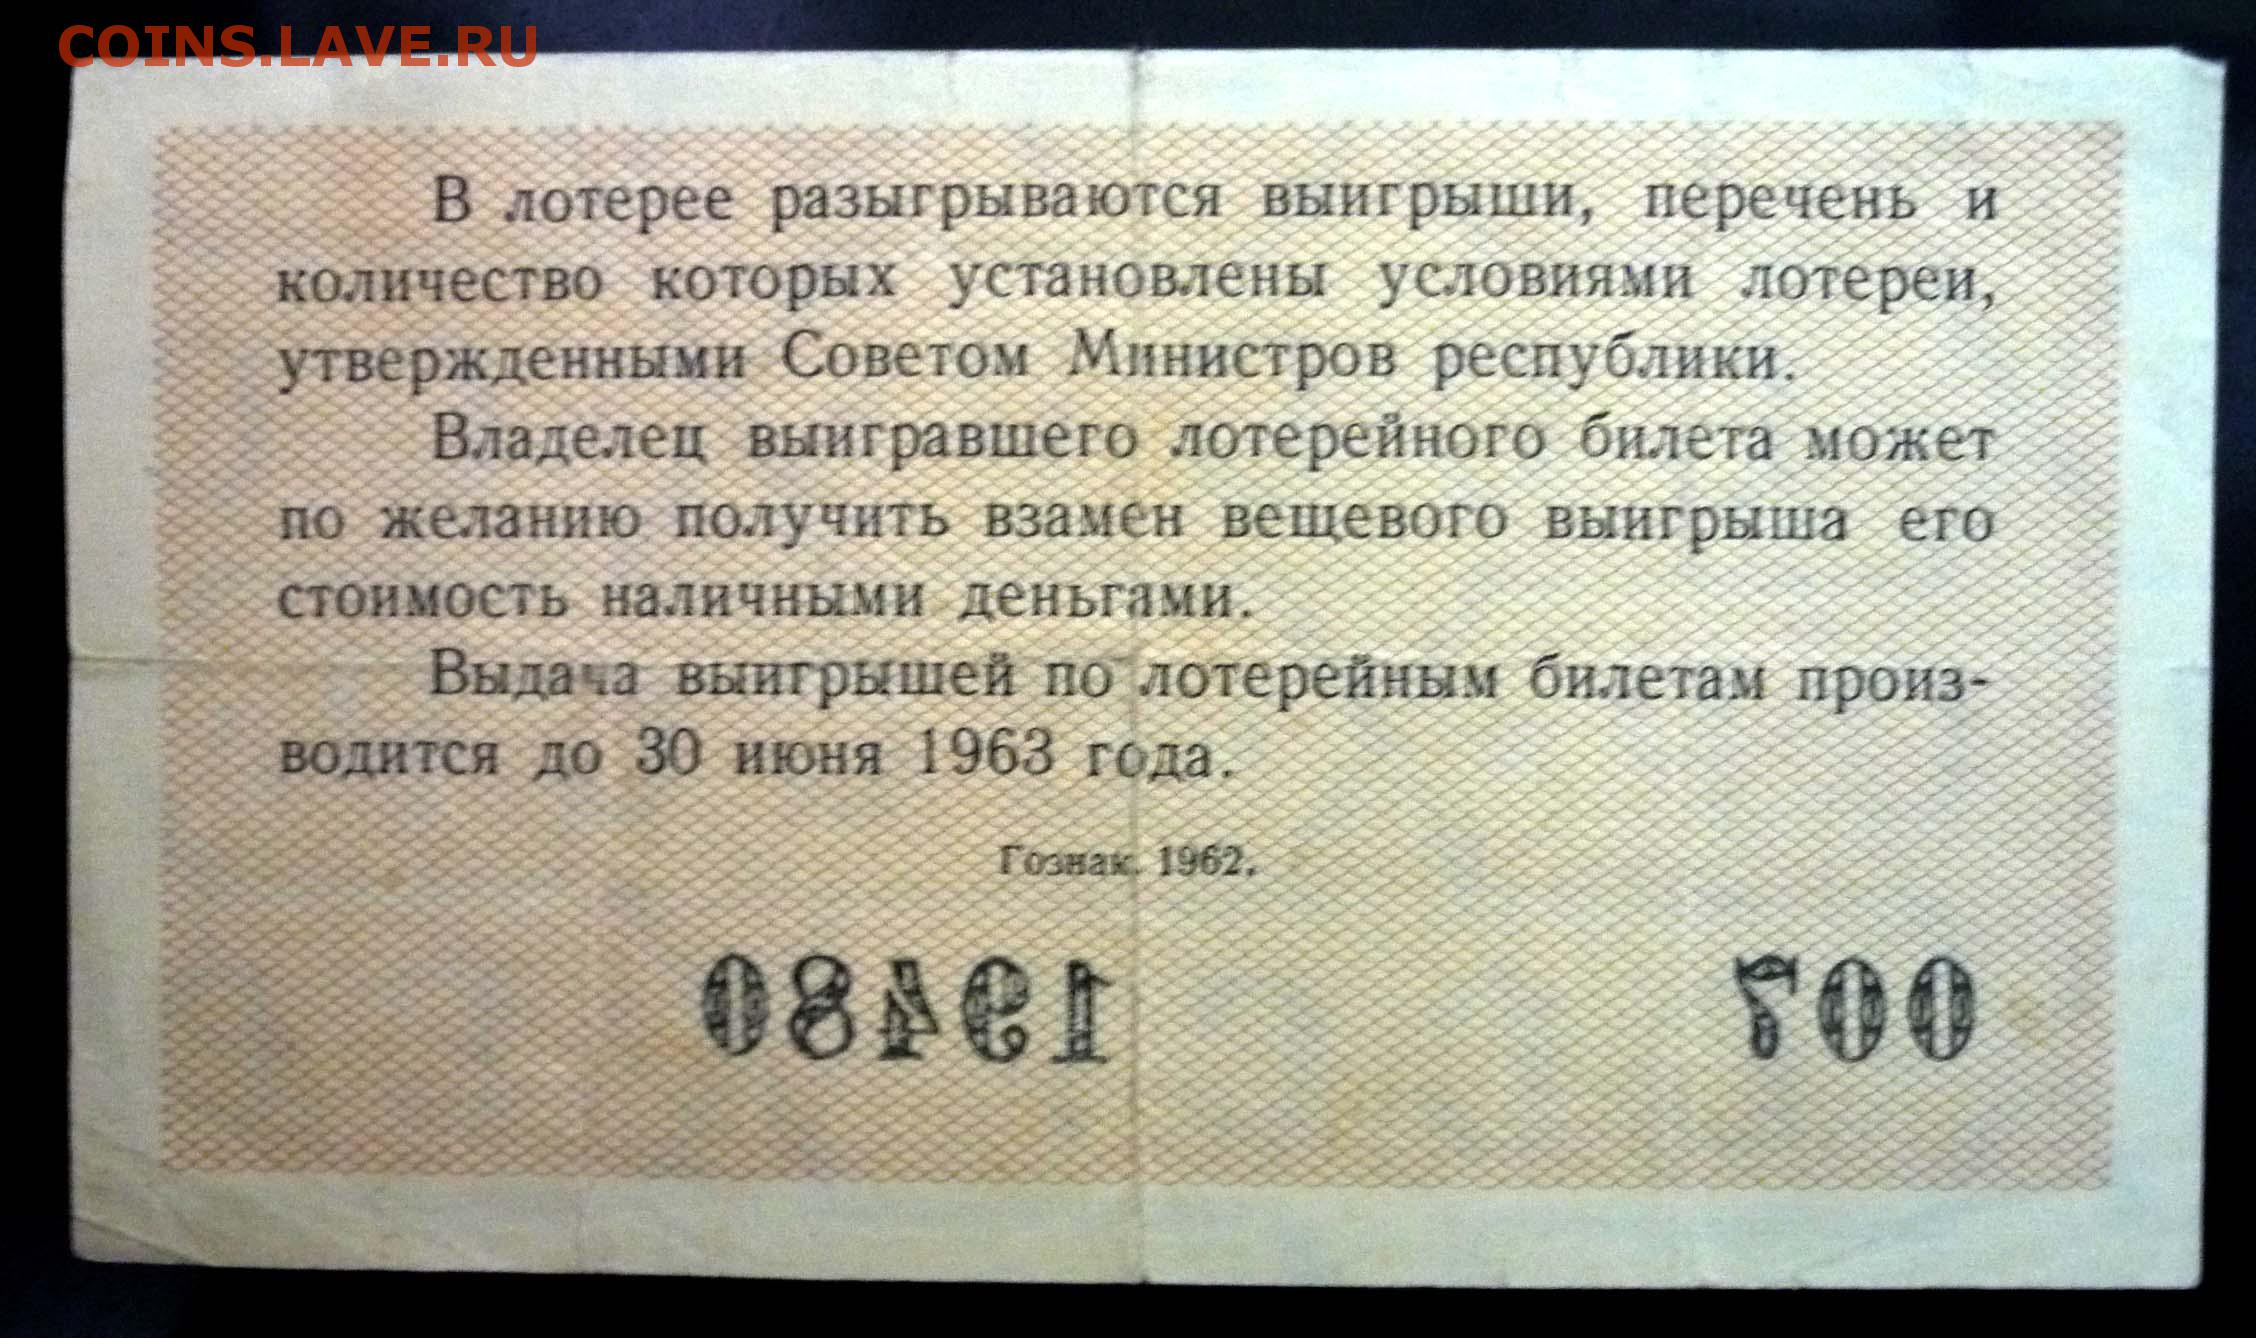 COINS.LAVE.RU
В лотерее разыгрываются выигрыши, перечень и
количество которых установлены условиями лотереи,
утвержденными Советом Министров республики.
Владелец выигравшего лотерейного билета может
по желанию получить взамен вещевого выигрыша его
стоимость наличными деньгами.
Выдача выигрышей по лотерейным билетам произ-
водится до 30 июня 1963 года.
Гознак. 1962.
19480 007